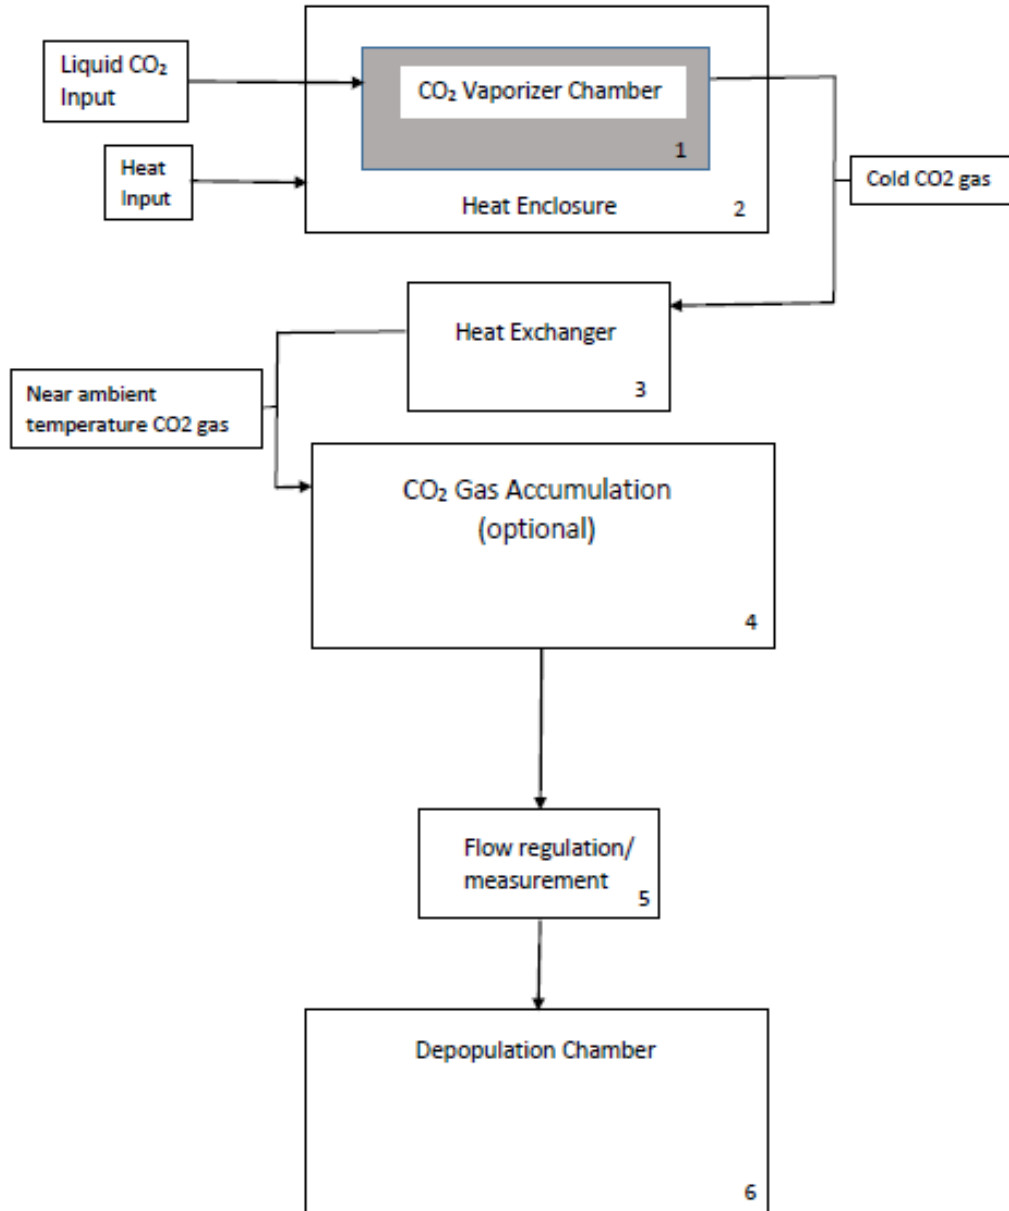 Liquid CO₂
Input
CO₂ Vaporizer Chamber
1
Heat
Input
Heat Enclosure
2
Cold CO2 gas
Heat Exchanger
3
Near ambient
temperature CO2 gas
CO₂ Gas Accumulation
(optional)
4
Flow regulation/
measurement
5
Depopulation Chamber
6